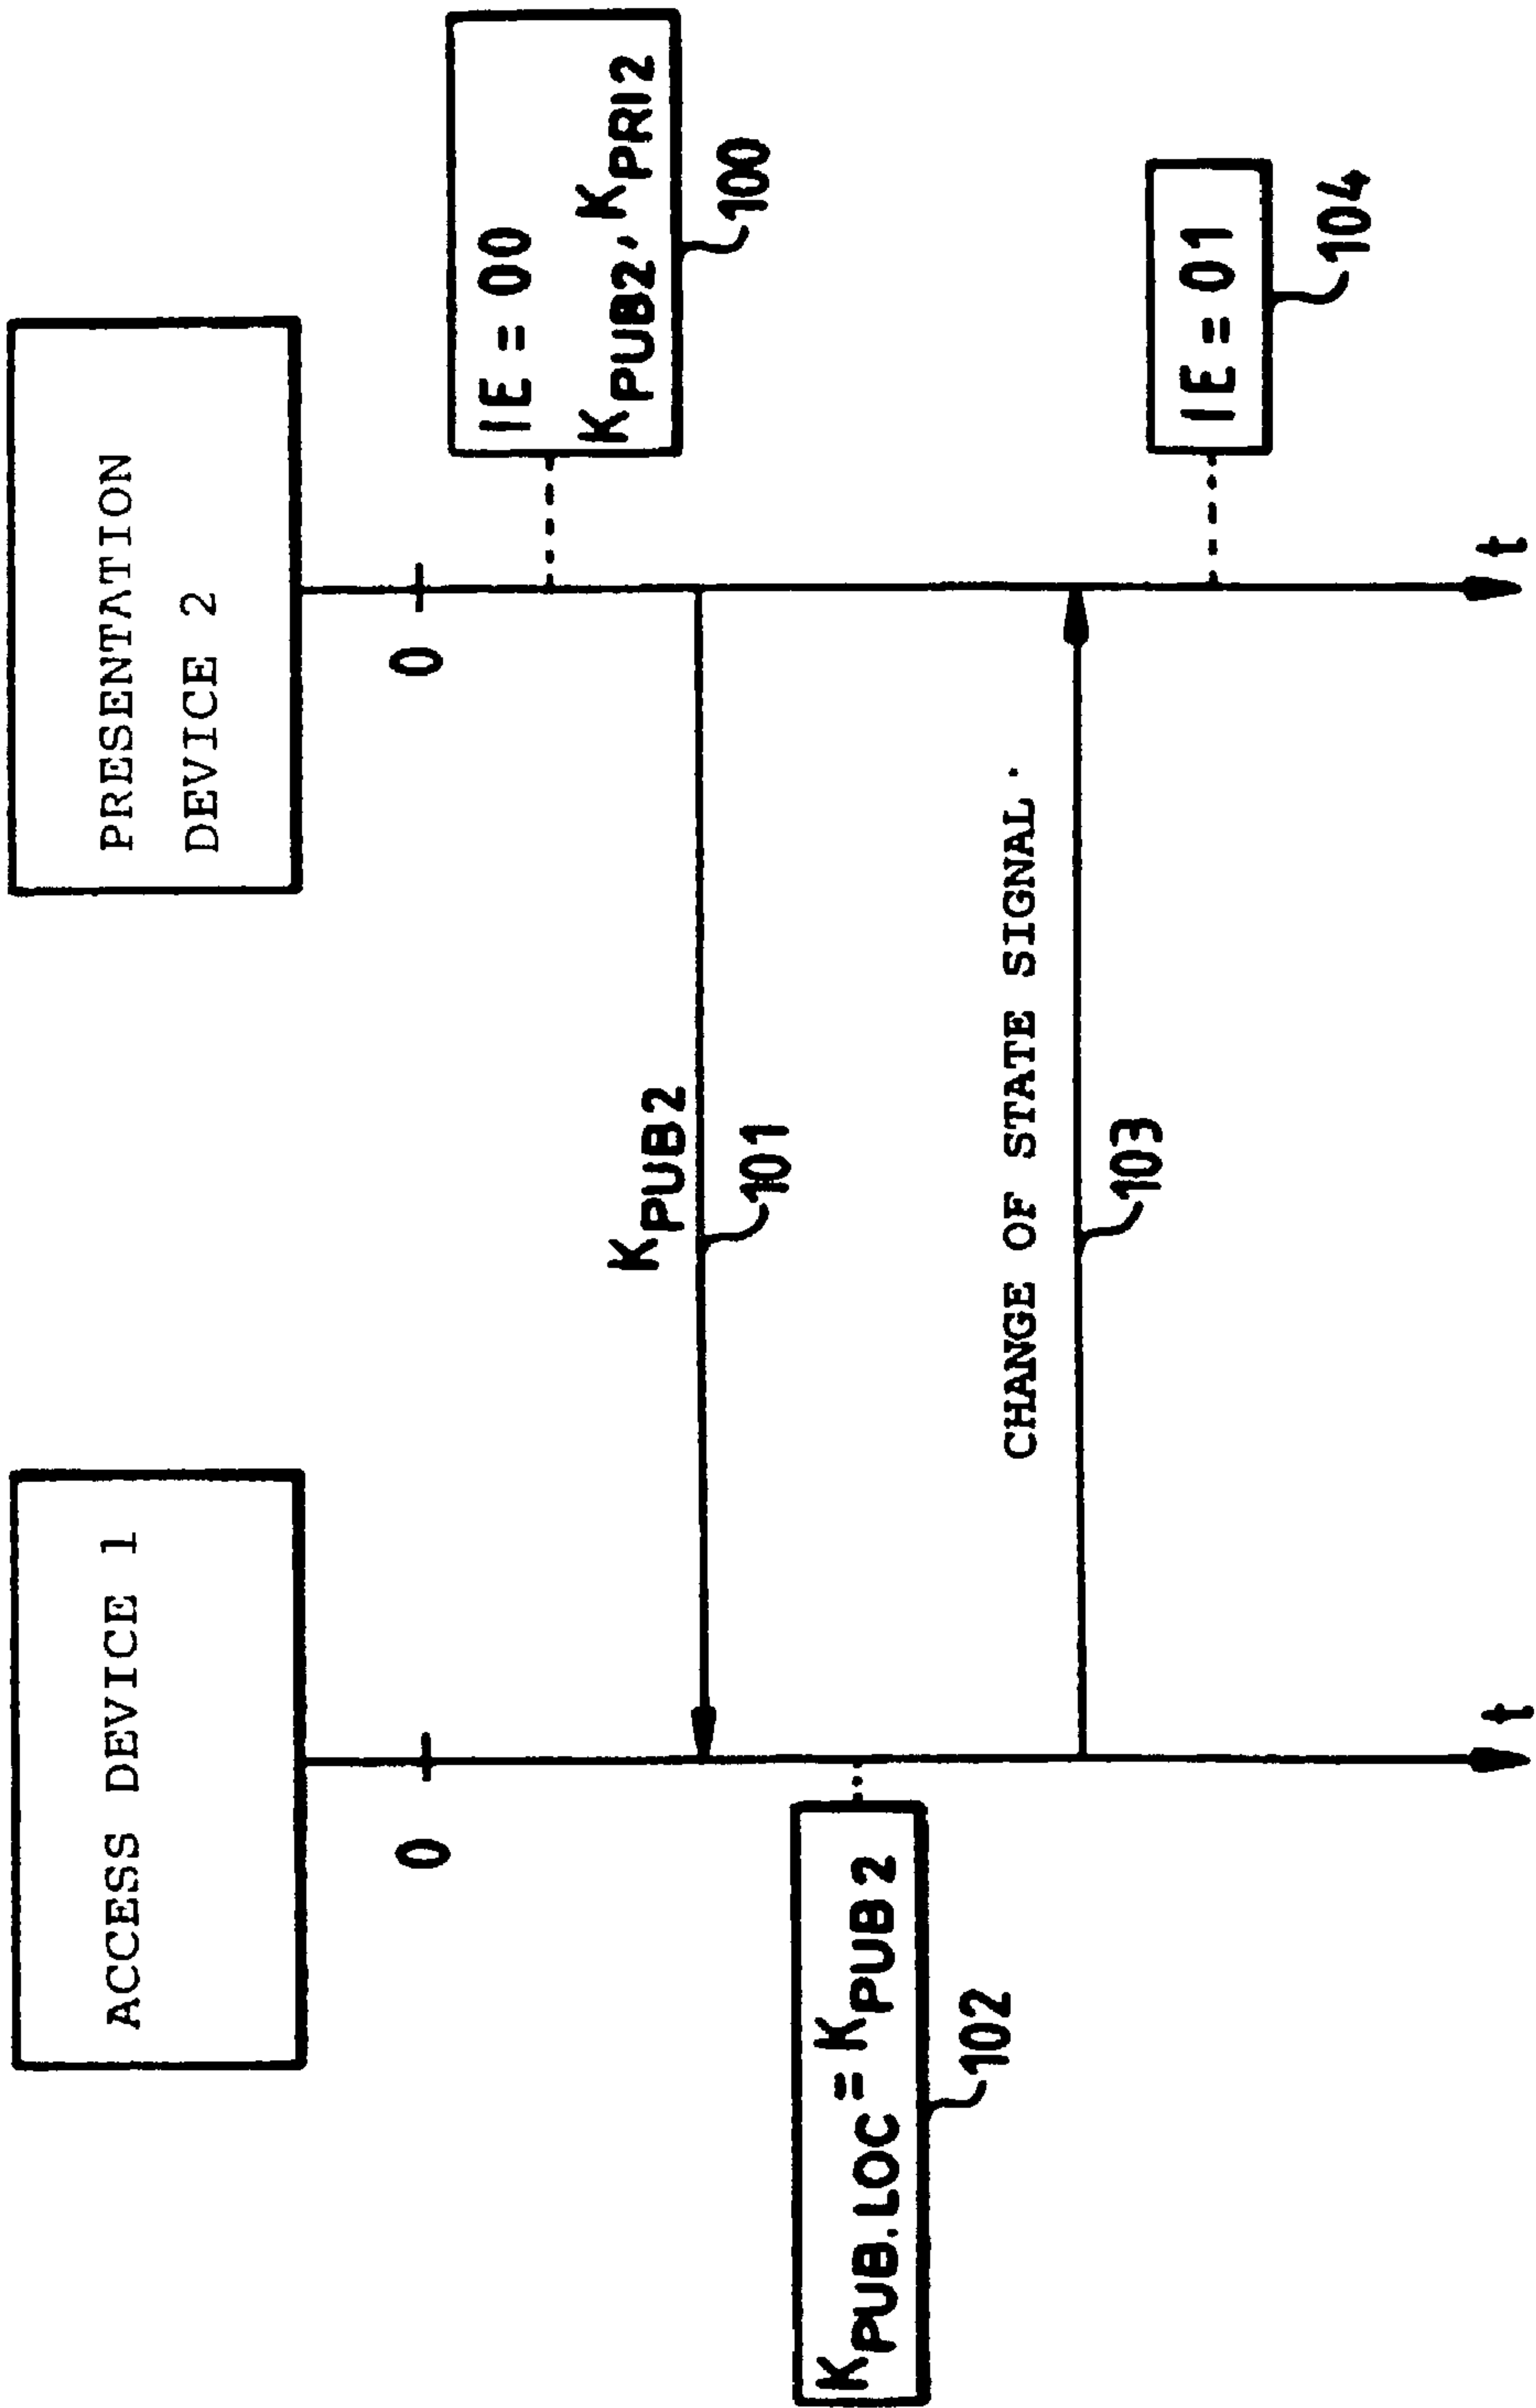 ACCESS DEVICE 1
PRESENTATION
DEVICE 2
0
0
IE = 00
KPUB2, KPRI2
100
KPUB2
101
KPUB.LOC = KPUB2
102
CHANGE OF STATE SIGNAL.
103
IE = 01
104
t
t